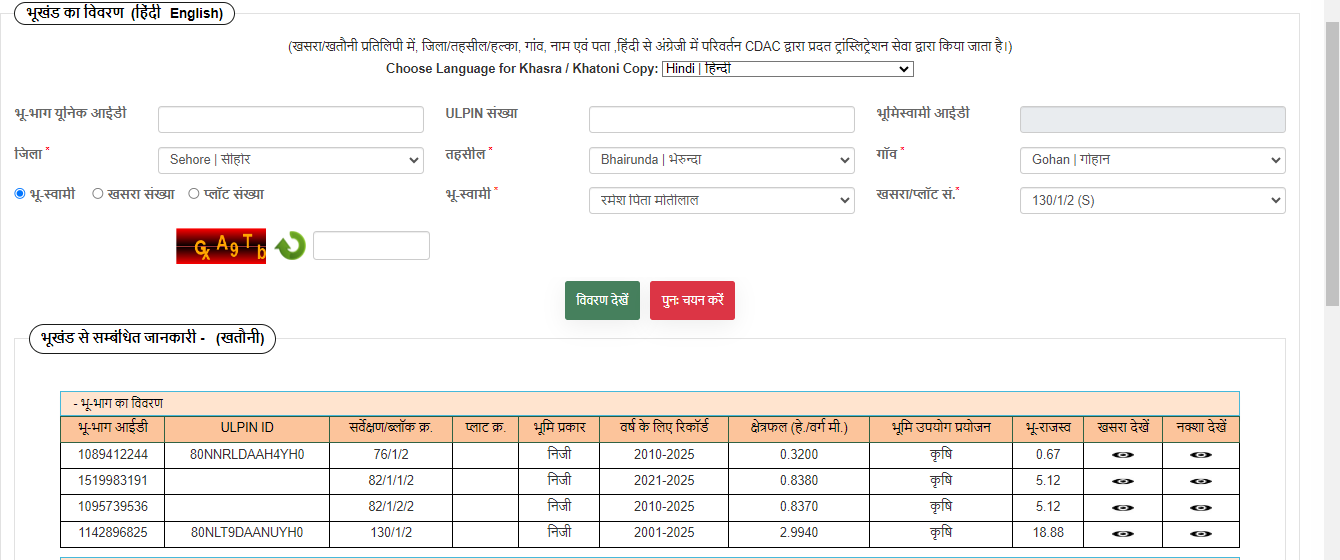 भूखंड का विवरण (हिंदी English)
(खसरा/खतौनी प्रतिलिपी में, जिला/तहसील/हल्का, गांव, नाम एवं पता ,हिंदी से अंग्रेजी में परिवर्तन CDAC द्वारा प्रदत ट्रांस्लिट्रेशन सेवा द्वारा किया जाता है।)
Choose Language for Khasra / Khatoni Copy: Hindi | हिन्दी
भू-भाग यूनिक आईडी ULPIN संख्या भूमिस्वामी आईडी
जिला * Sehore | सीहोर तहसील * Bhairunda | भेरुन्दा गाँव * Gohan | गोहान
भू-स्वामी खसरा संख्या प्लॉट संख्या भू-स्वामी * रमेश पिता मोतीलाल खसरा/प्लॉट सं.* 130/1/2 (S)
GxA9Tb
विवरण देखें पुनः चयन करें
भूखंड से सम्बंधित जानकारी - (खतौनी)
- भू-भाग का विवरण
भू-भाग आईडी ULPIN ID सर्वेक्षण/ब्लॉक क्र. प्लाट क्र. भूमि प्रकार वर्ष के लिए रिकॉर्ड क्षेत्रफल (हे./वर्ग मी.) भूमि उपयोग प्रयोजन भू-राजस्व खसरा देखें नक्शा देखें
1089412244 80NNRLDAAH4YH0 76/1/2 निजी 2010-2025 0.3200 कृषि 0.67
1519983191 82/1/1/2 निजी 2021-2025 0.8380 कृषि 5.12
1095739536 82/1/2/2 निजी 2010-2025 0.8370 कृषि 5.12
1142896825 80NLT9DAANUYH0 130/1/2 निजी 2001-2025 2.9940 कृषि 18.88